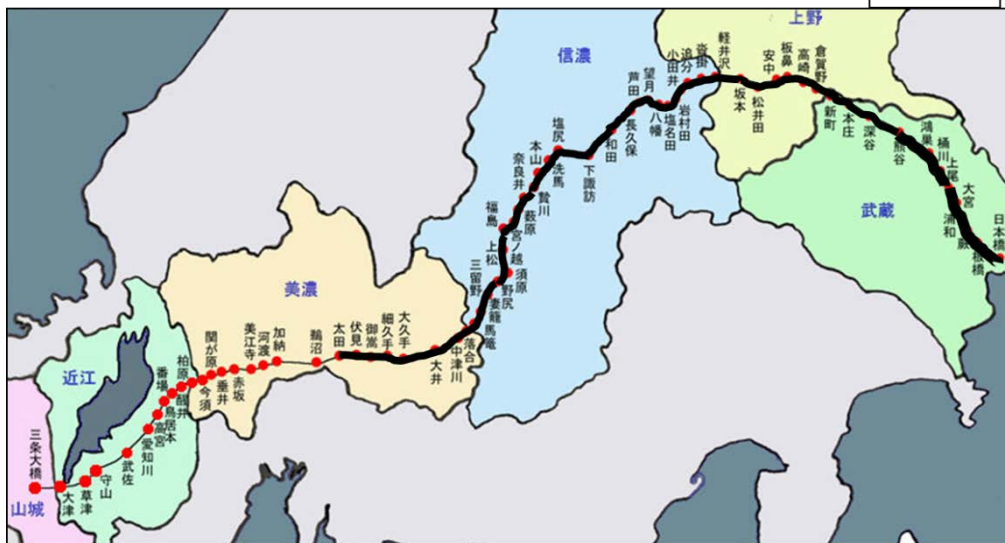 上野
信濃
武蔵
美濃
近江
山城
日本橋
板橋
蕨
浦和
大宮
上尾
桶川
鴻巣
熊谷
深谷
本庄
新町
倉賀野
高崎
板鼻
安中
松井田
坂本
軽井沢
沓掛
追分
小田井
岩村田
塩名田
八幡
望月
芦田
長久保
和田
下諏訪
塩尻
洗馬
本山
贄川
奈良井
薮原
宮ノ越
福島
上松
須原
野尻
三留野
妻籠
馬篭
落合
中津川
大井
大久手
細久手
御嵩
伏見
太田
鵜沼
加納
河渡
美江寺
赤坂
垂井
関が原
今須
柏原
醒井
番場
鳥居本
高宮
愛知川
武佐
守山
草津
大津
三条大橋